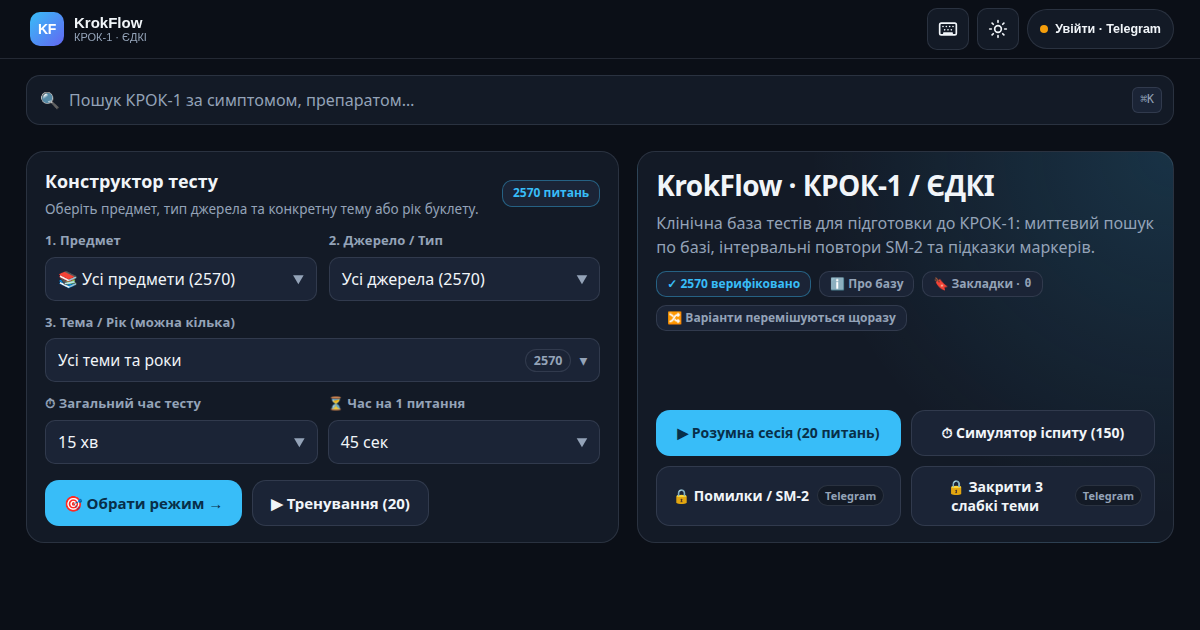 KF
KrokFlow
КРОК-1 · ЄДКІ
Увійти · Telegram
Пошук КРОК-1 за симптомом, препаратом...
⌘K
Конструктор тесту
Оберіть предмет, тип джерела та конкретну тему або рік буклету.
2570 питань
1. Предмет
2. Джерело / Тип
Усі предмети (2570)
Усі джерела (2570)
3. Тема / Рік (можна кілька)
Усі теми та роки
2570
Загальний час тесту
Час на 1 питання
15 хв
45 сек
Обрати режим →
▶ Тренування (20)
KrokFlow · КРОК-1 / ЄДКІ
Клінічна база тестів для підготовки до КРОК-1: миттєвий пошук
по базі, інтервальні повтори SM-2 та підказки маркерів.
✓ 2570 верифіковано
Про базу
Закладки · 0
Варіанти перемішуються щоразу
▶ Розумна сесія (20 питань)
Симулятор іспиту (150)
Помилки / SM-2
Telegram
Закрити 3
слабкі теми
Telegram